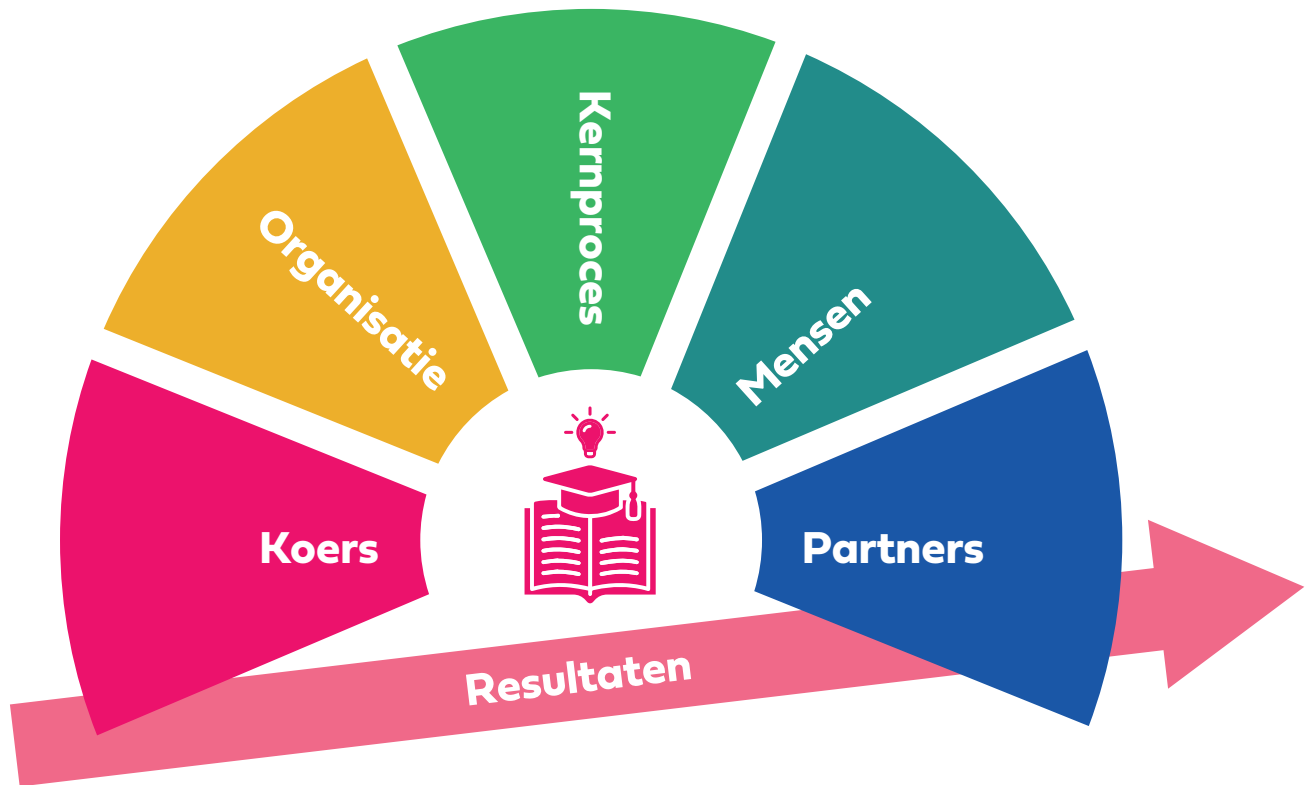 Koers
Organisatie
Kernproces
Mensen
Partners
Resultaten